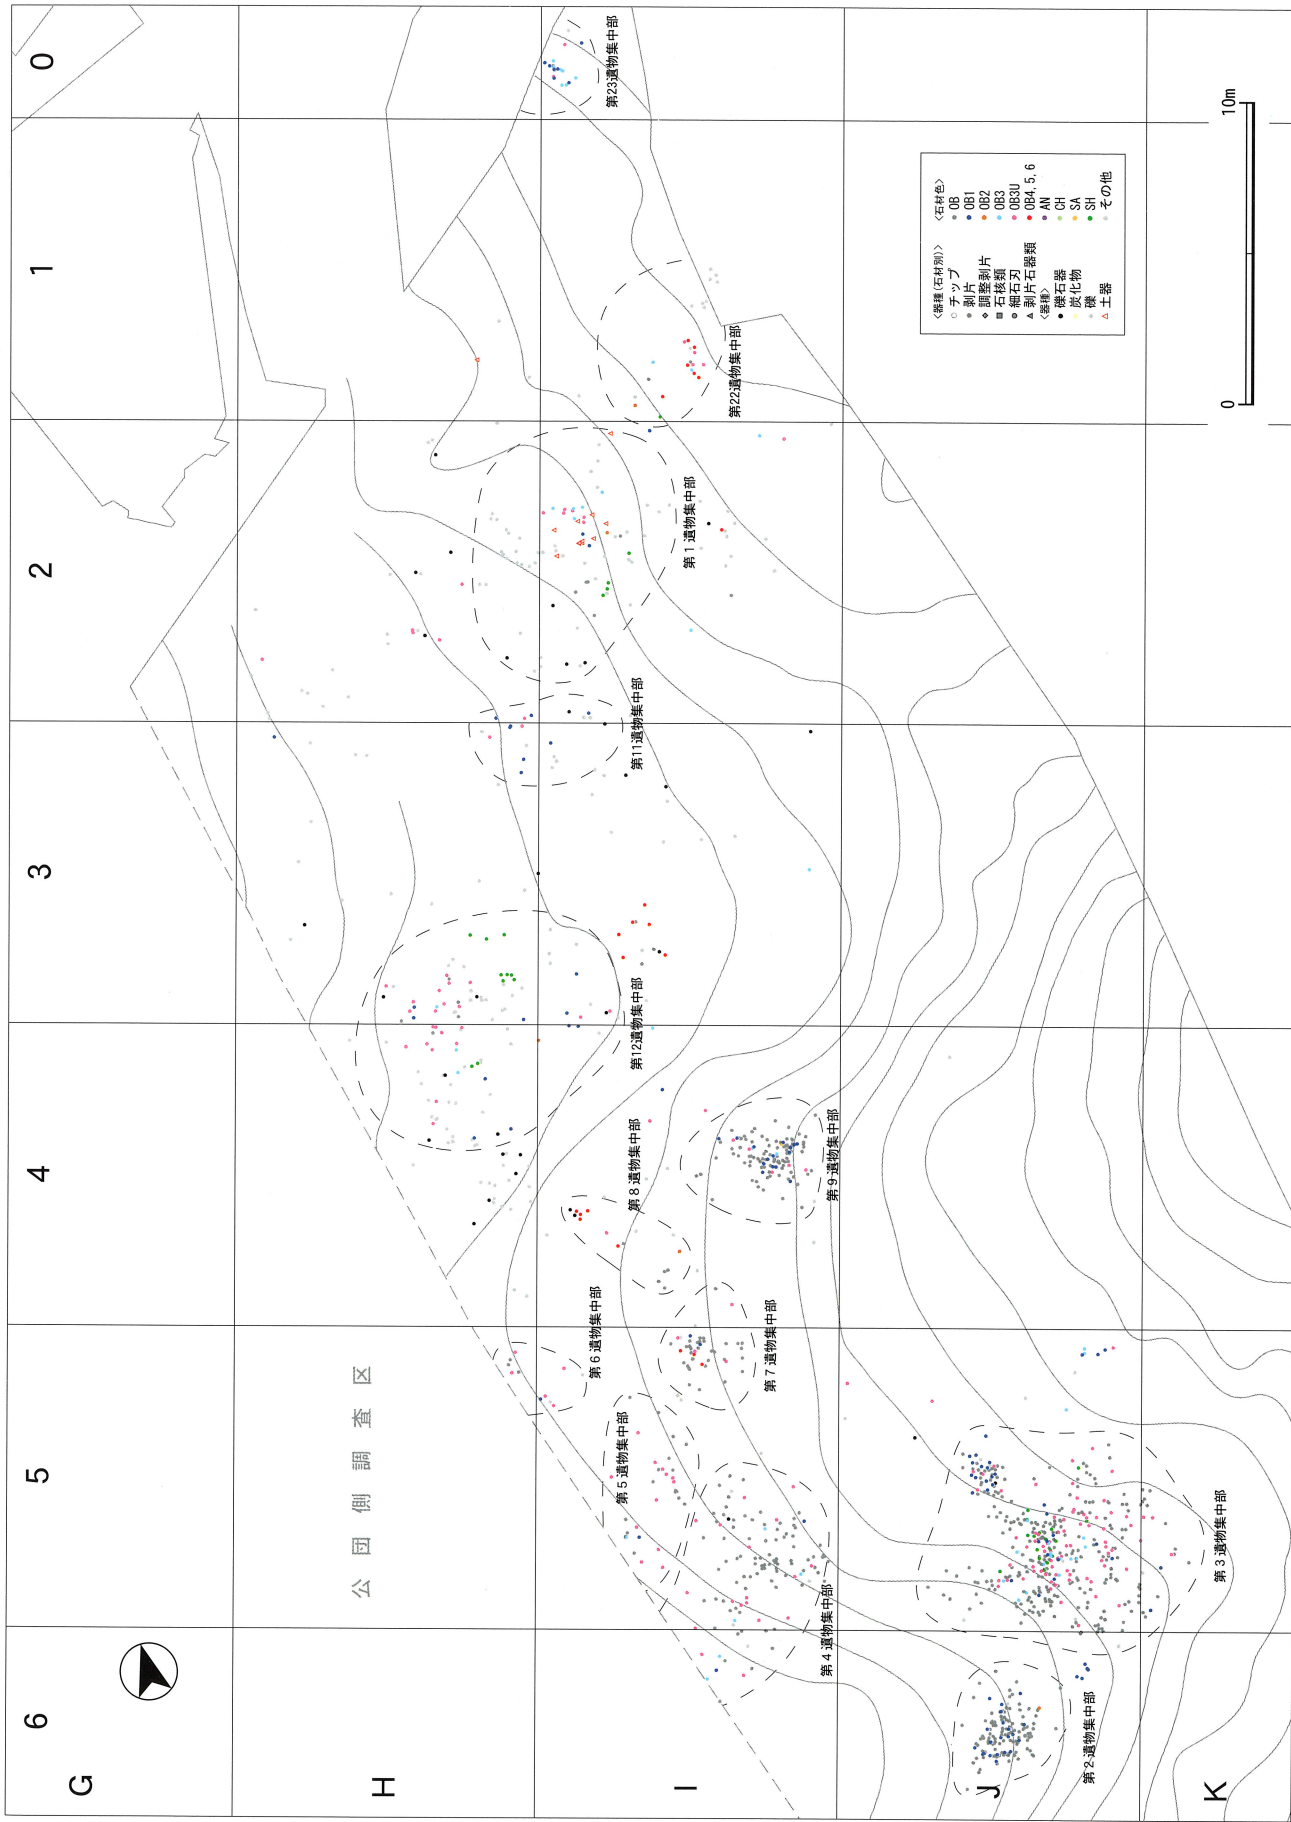 0
1
2
3
4
5
6
G
H
I
J
K
公団側調査区
第23遺物集中部
第22遺物集中部
第1遺物集中部
第11遺物集中部
第12遺物集中部
第8遺物集中部
第9遺物集中部
第6遺物集中部
第7遺物集中部
第5遺物集中部
第4遺物集中部
第3遺物集中部
第2遺物集中部
<器種(石材別)>
チップ
剥片
調整剥片
石核類
細石刃
剥片石器類
<器種>
礫石器
炭化物
礫
土器
<石材色>
OB
OB1
OB2
OB3
OB3U
OB4,5,6
AN
CH
SA
SH
その他
0 10m